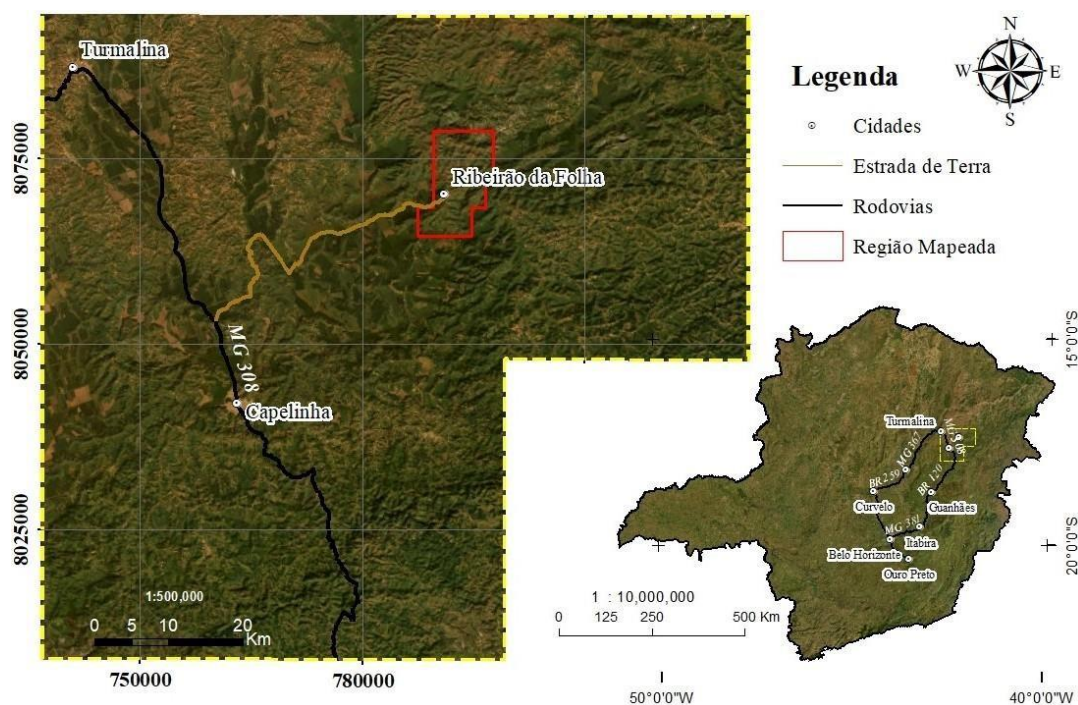 Turmalina
Ribeirão da Folha
MG 308
Capelinha
1:500,000
0 5 10 20
Km
8075000
8050000
8025000
750000
780000
N
W
E
S
Legenda
Cidades
Estrada de Terra
Rodovias
Região Mapeada
15°0'0"S
20°0'0"S
Turmalina
MG 308
MG 367
BR 259
BR 120
Curvelo
Guanhães
MG 381
Itabira
Belo Horizonte
Ouro Preto
1 : 10,000,000
0 125 250 500 Km
50°0'0"W
40°0'0"W